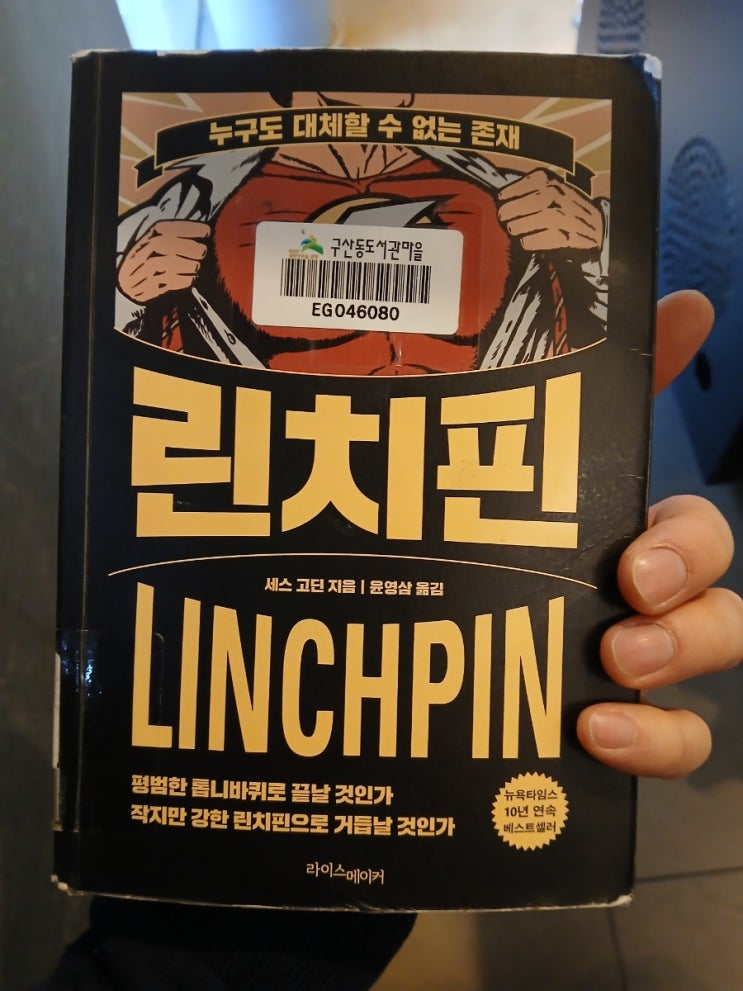 누구도 대체할 수 없는 존재
구산동도서관마을
EG046080
린치핀
세스 고딘 지음 | 윤영삼 옮김
LINCHPIN
평범한 톱니바퀴로 끝날 것인가
작지만 강한 린치핀으로 거듭날 것인가
뉴욕타임스
10년 연속
베스트셀러
라이스메이커